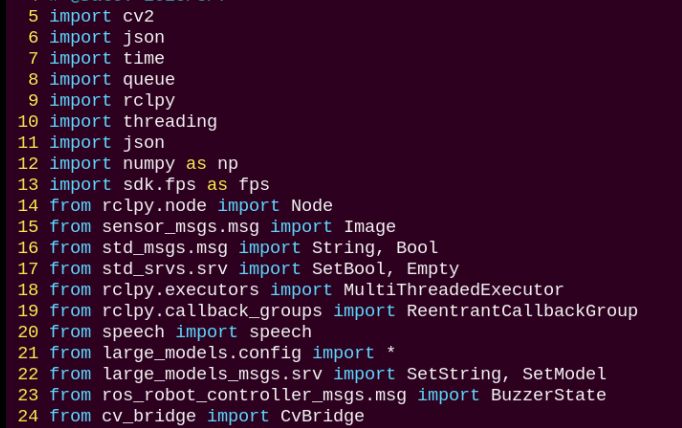 5 import cv2
6 import json
7 import time
8 import queue
9 import rclpy
10 import threading
11 import json
12 import numpy as np
13 import sdk.fps as fps
14 from rclpy.node import Node
15 from sensor_msgs.msg import Image
16 from std_msgs.msg import String, Bool
17 from std_srvs.srv import SetBool, Empty
18 from rclpy.executors import MultiThreadedExecutor
19 from rclpy.callback_groups import ReentrantCallbackGroup
20 from speech import speech
21 from large_models.config import *
22 from large_models_msgs.srv import SetString, SetModel
23 from ros_robot_controller_msgs.msg import BuzzerState
24 from cv_bridge import CvBridge